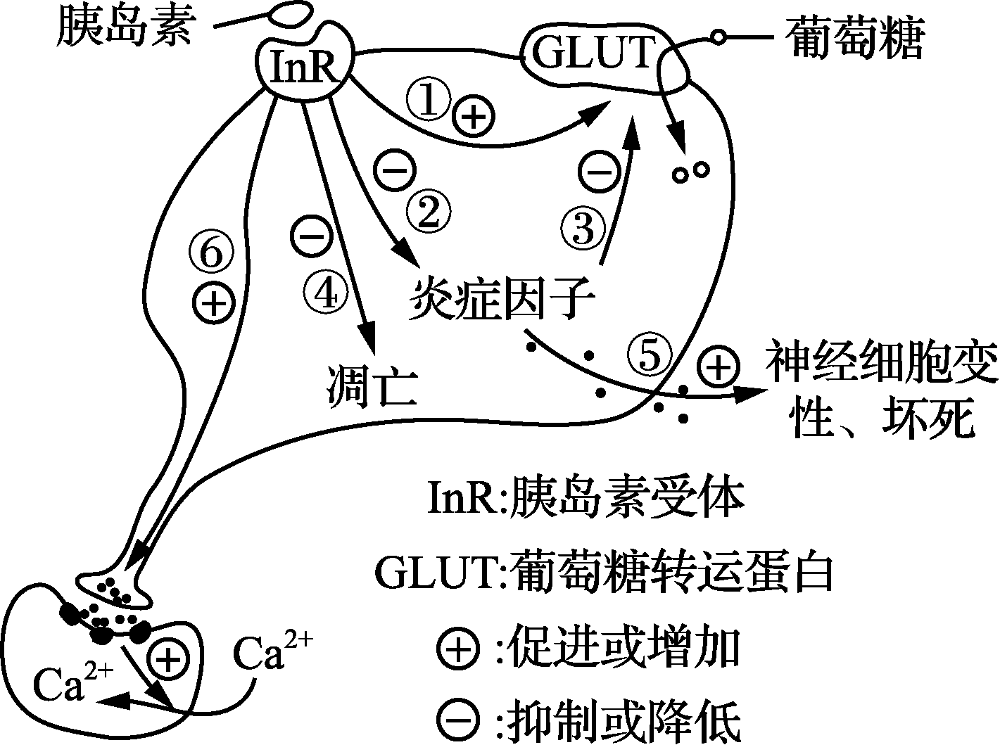 胰岛素
InR
GLUT
葡萄糖
①
+
−
②
−
③
⑥
+
−
④
炎症因子
凋亡
⑤
+
神经细胞变
性、坏死
InR:胰岛素受体
GLUT:葡萄糖转运蛋白
+:促进或增加
−:抑制或降低
+
Ca²⁺
Ca²⁺